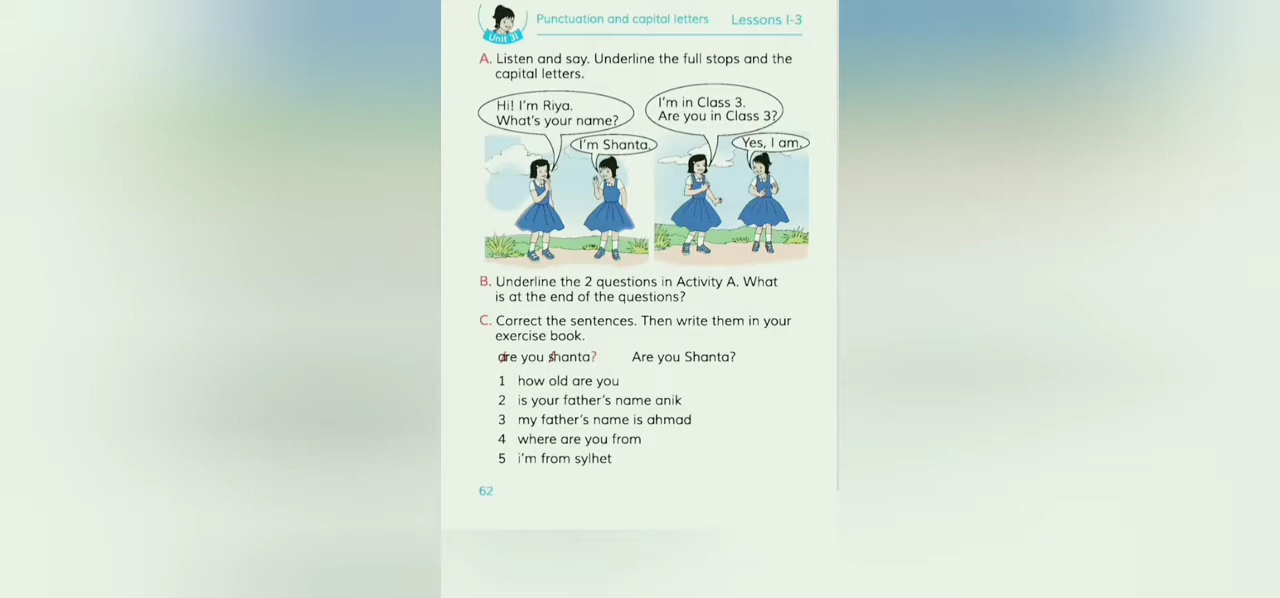 Punctuation and capital letters Lessons 1-3
Unit 31
A. Listen and say. Underline the full stops and the
capital letters.
Hi! I'm Riya.
What's your name?
I'm Shanta.
I'm in Class 3.
Are you in Class 3?
Yes, I am.
B. Underline the 2 questions in Activity A. What
is at the end of the questions?
C. Correct the sentences. Then write them in your
exercise book.
are you shanta? Are you Shanta?
1 how old are you
2 is your father's name anik
3 my father's name is ahmad
4 where are you from
5 i'm from sylhet
62